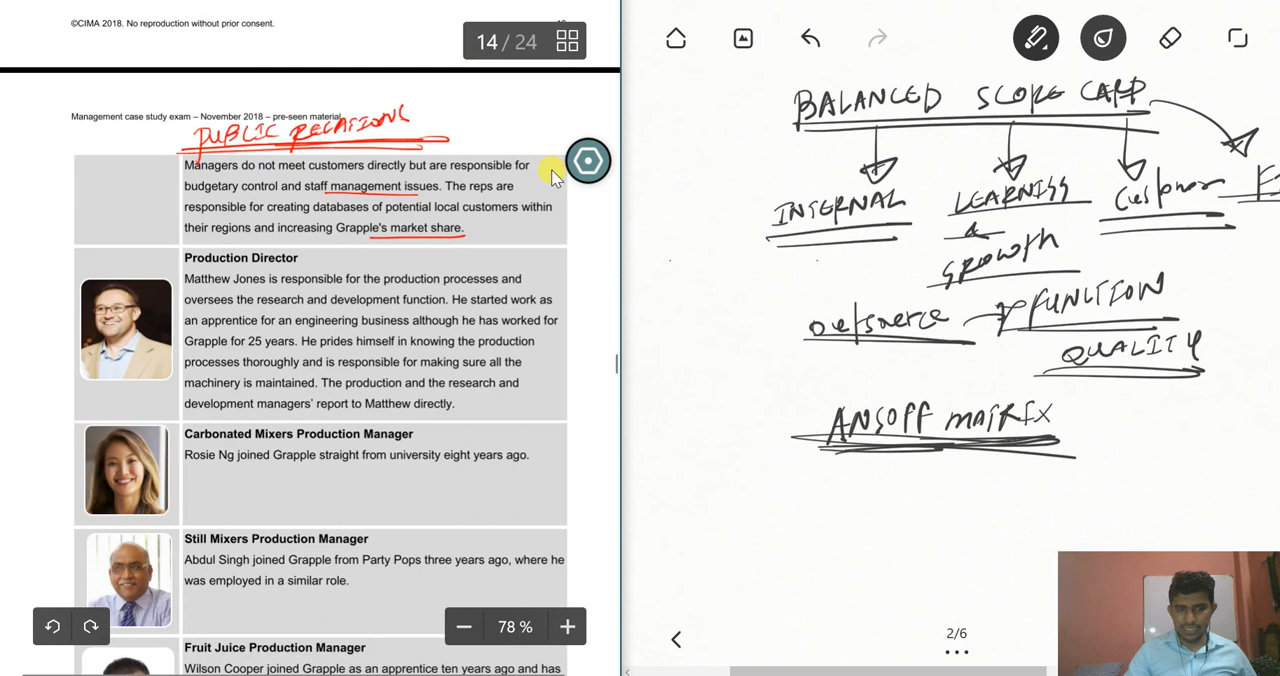 ©CIMA 2018. No reproduction without prior consent.
14 / 24
Management case study exam – November 2018 – pre-seen material
PUBLIC RELATIONS
Managers do not meet customers directly but are responsible for
budgetary control and staff management issues. The reps are
responsible for creating databases of potential local customers within
their regions and increasing Grapple's market share.
Production Director
Matthew Jones is responsible for the production processes and
oversees the research and development function. He started work as
an apprentice for an engineering business although he has worked for
Grapple for 25 years. He prides himself in knowing the production
processes thoroughly and is responsible for making sure all the
machinery is maintained. The production and the research and
development managers' report to Matthew directly.
Carbonated Mixers Production Manager
Rosie Ng joined Grapple straight from university eight years ago.
Still Mixers Production Manager
Abdul Singh joined Grapple from Party Pops three years ago, where he
was employed in a similar role.
78 %
Fruit Juice Production Manager
Wilson Cooper joined Grapple as an apprentice ten years ago and has
BALANCED SCORE CARD
INTERNAL
LEARNING
&
GROWTH
Customer
Outsource
FUNCTION
QUALITY
ANSOFF MATRIX
2/6